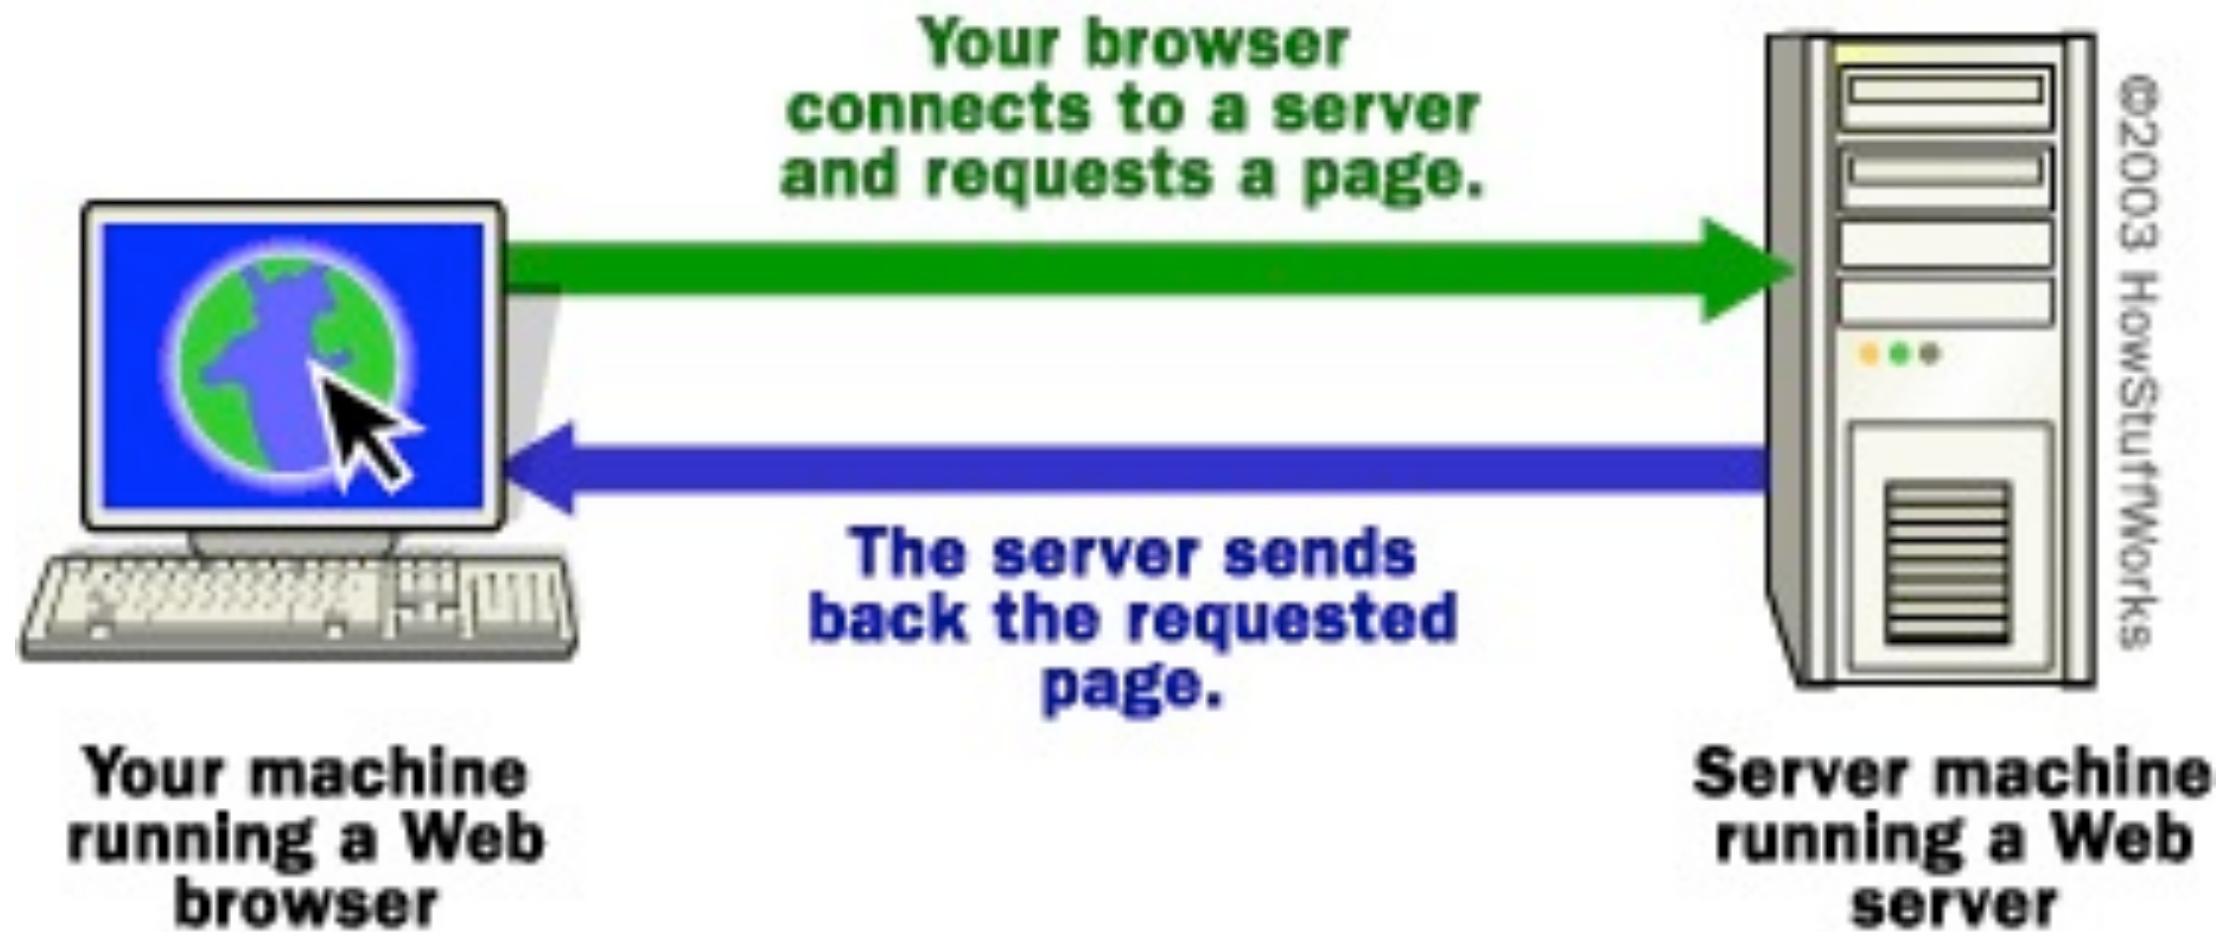 Your browser
connects to a server
and requests a page.
The server sends
back the requested
page.
Your machine
running a Web
browser
Server machine
running a Web
server
©2003 HowStuffWorks